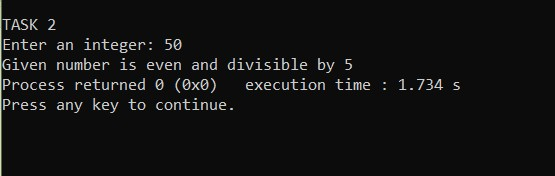 TASK 2
Enter an integer: 50
Given number is even and divisible by 5
Process returned 0 (0x0)   execution time : 1.734 s
Press any key to continue.